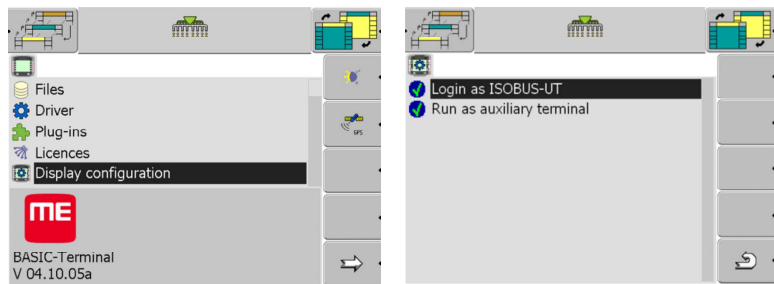 GPS
Files
Driver
Plug-ins
Licences
Display configuration
ME
BASIC-Terminal
V 04.10.05a
Login as ISOBUS-UT
Run as auxiliary terminal